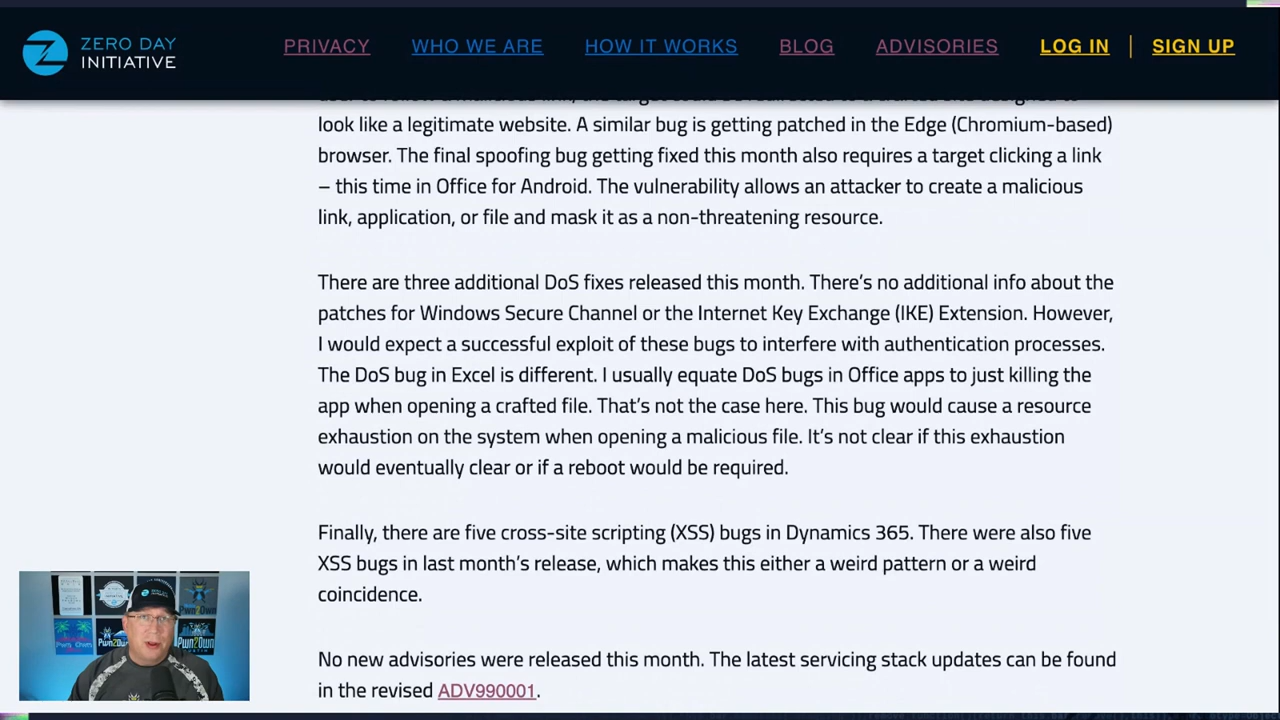 ZERO DAY
INITIATIVE
PRIVACY
WHO WE ARE
HOW IT WORKS
BLOG
ADVISORIES
LOG IN
SIGN UP
look like a legitimate website. A similar bug is getting patched in the Edge (Chromium-based)
browser. The final spoofing bug getting fixed this month also requires a target clicking a link
– this time in Office for Android. The vulnerability allows an attacker to create a malicious
link, application, or file and mask it as a non-threatening resource.
There are three additional DoS fixes released this month. There’s no additional info about the
patches for Windows Secure Channel or the Internet Key Exchange (IKE) Extension. However,
I would expect a successful exploit of these bugs to interfere with authentication processes.
The DoS bug in Excel is different. I usually equate DoS bugs in Office apps to just killing the
app when opening a crafted file. That’s not the case here. This bug would cause a resource
exhaustion on the system when opening a malicious file. It’s not clear if this exhaustion
would eventually clear or if a reboot would be required.
Finally, there are five cross-site scripting (XSS) bugs in Dynamics 365. There were also five
XSS bugs in last month’s release, which makes this either a weird pattern or a weird
coincidence.
No new advisories were released this month. The latest servicing stack updates can be found
in the revised ADV990001.
Pwn2Own
Pwn2Own